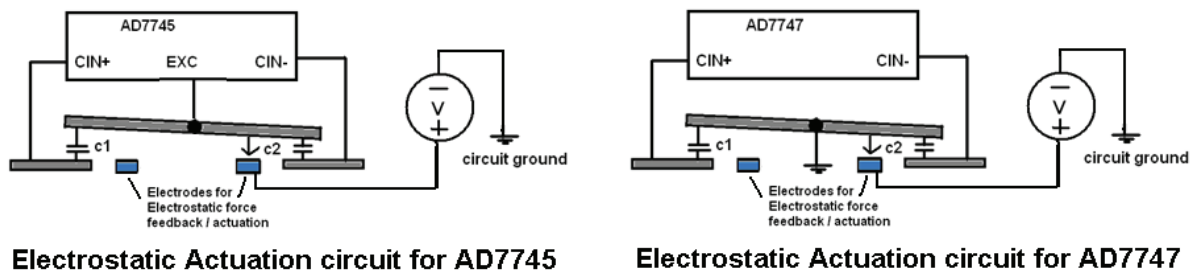 AD7745
CIN+ EXC CIN-
−
V
+
c1
c2
circuit ground
Electrodes for
Electrostatic force
feedback / actuation
Electrostatic Actuation circuit for AD7745
AD7747
CIN+ CIN-
−
V
+
c1
c2
circuit ground
Electrodes for
Electrostatic force
feedback / actuation
Electrostatic Actuation circuit for AD7747